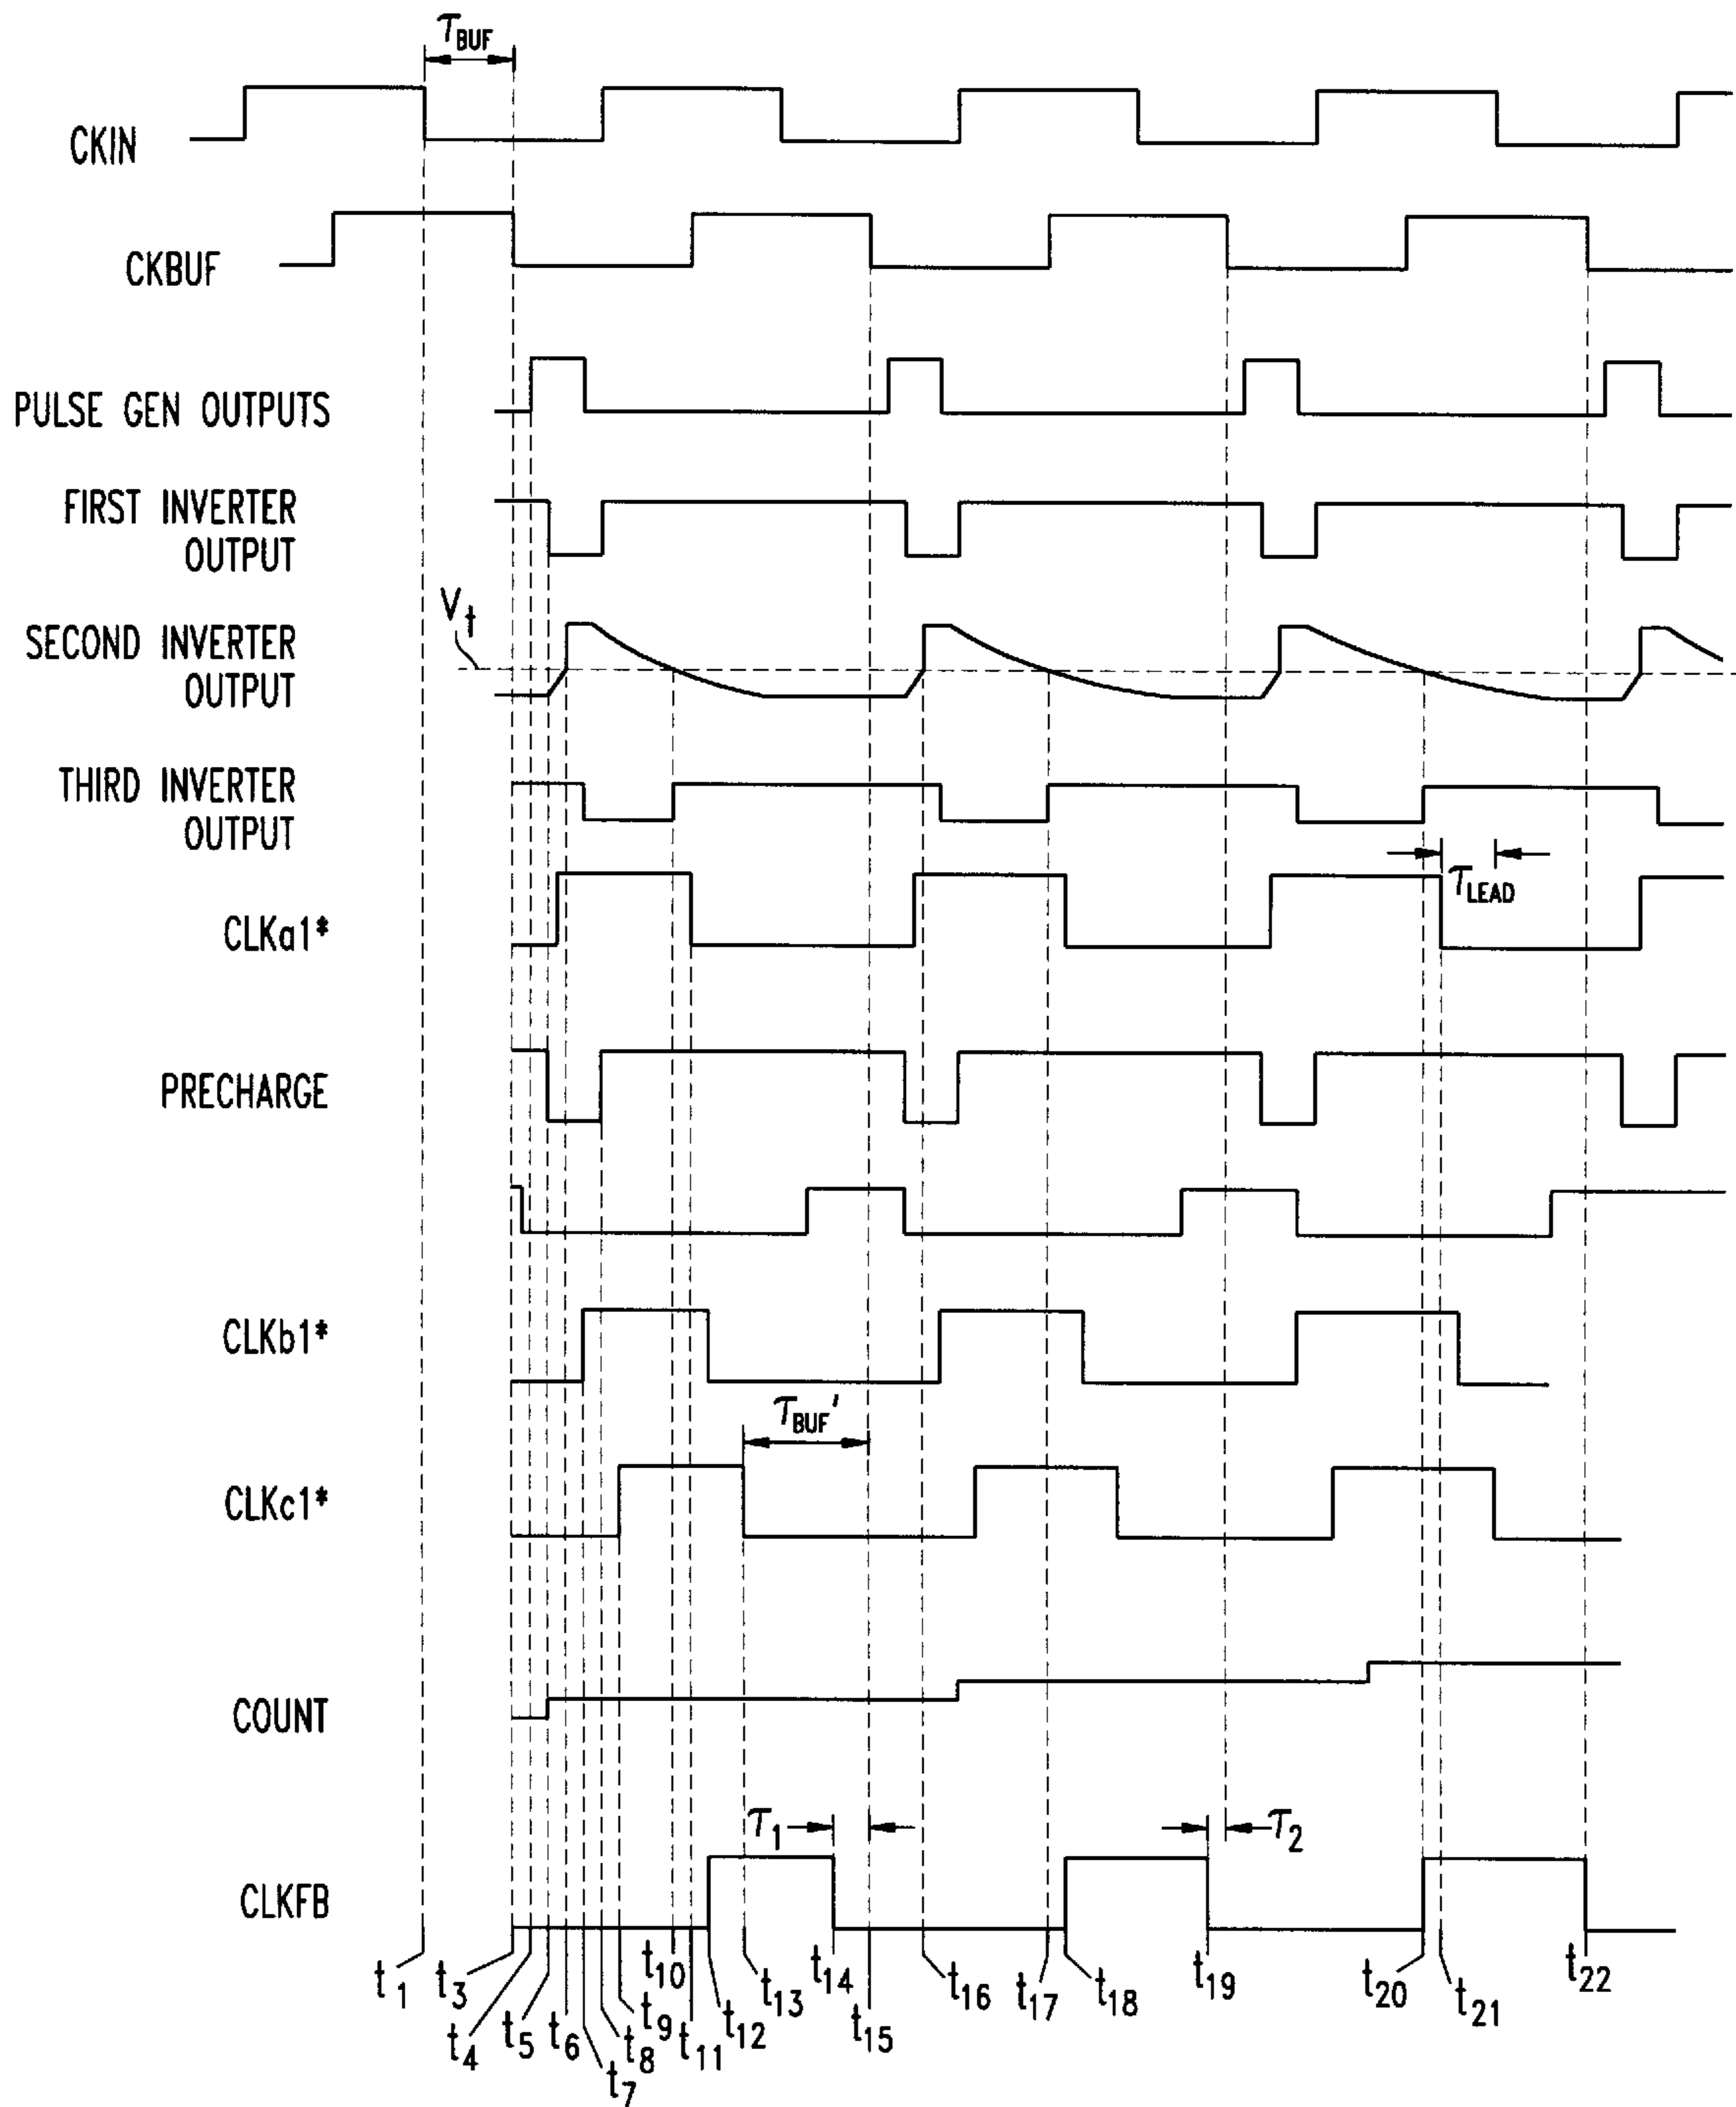 τBUF
CKIN
CKBUF
PULSE GEN OUTPUTS
FIRST INVERTER
OUTPUT
Vt
SECOND INVERTER
OUTPUT
THIRD INVERTER
OUTPUT
τLEAD
CLKa1*
PRECHARGE
CLKb1*
τBUF'
CLKc1*
COUNT
τ1
τ2
CLKFB
t1
t3
t4
t5
t6
t7
t8
t9
t10
t11
t12
t13
t14
t15
t16
t17
t18
t19
t20
t21
t22